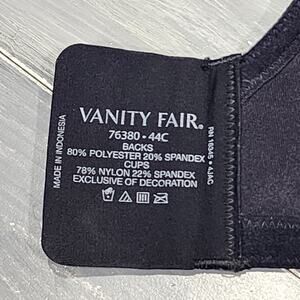 VANITY FAIR®
76380 • 44C
BACKS
80% POLYESTER 20% SPANDEX
CUPS
78% NYLON 22% SPANDEX
EXCLUSIVE OF DECORATION
MADE IN INDONESIA